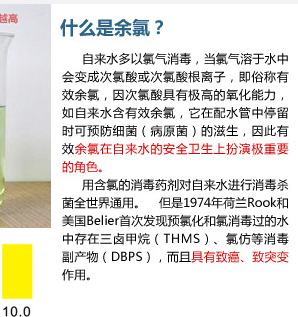 越高
什么是余氯？
自来水多以氯气消毒，当氯气溶于水中
会变成次氯酸或次氯酸根离子，即俗称有
效余氯，因次氯酸具有极高的氧化能力，
如自来水含有效余氯，它在配水管中停留
时可预防细菌（病原菌）的滋生，因此有
效余氯在自来水的安全卫生上扮演极重要
的角色。
用含氯的消毒药剂对自来水进行消毒杀
菌全世界通用。 但是1974年荷兰Rook和
美国Belier首次发现预氯化和氯消毒过的水
中存在三卤甲烷（THMS）、氯仿等消毒
副产物（DBPS），而且具有致癌、致突变
作用。
10.0